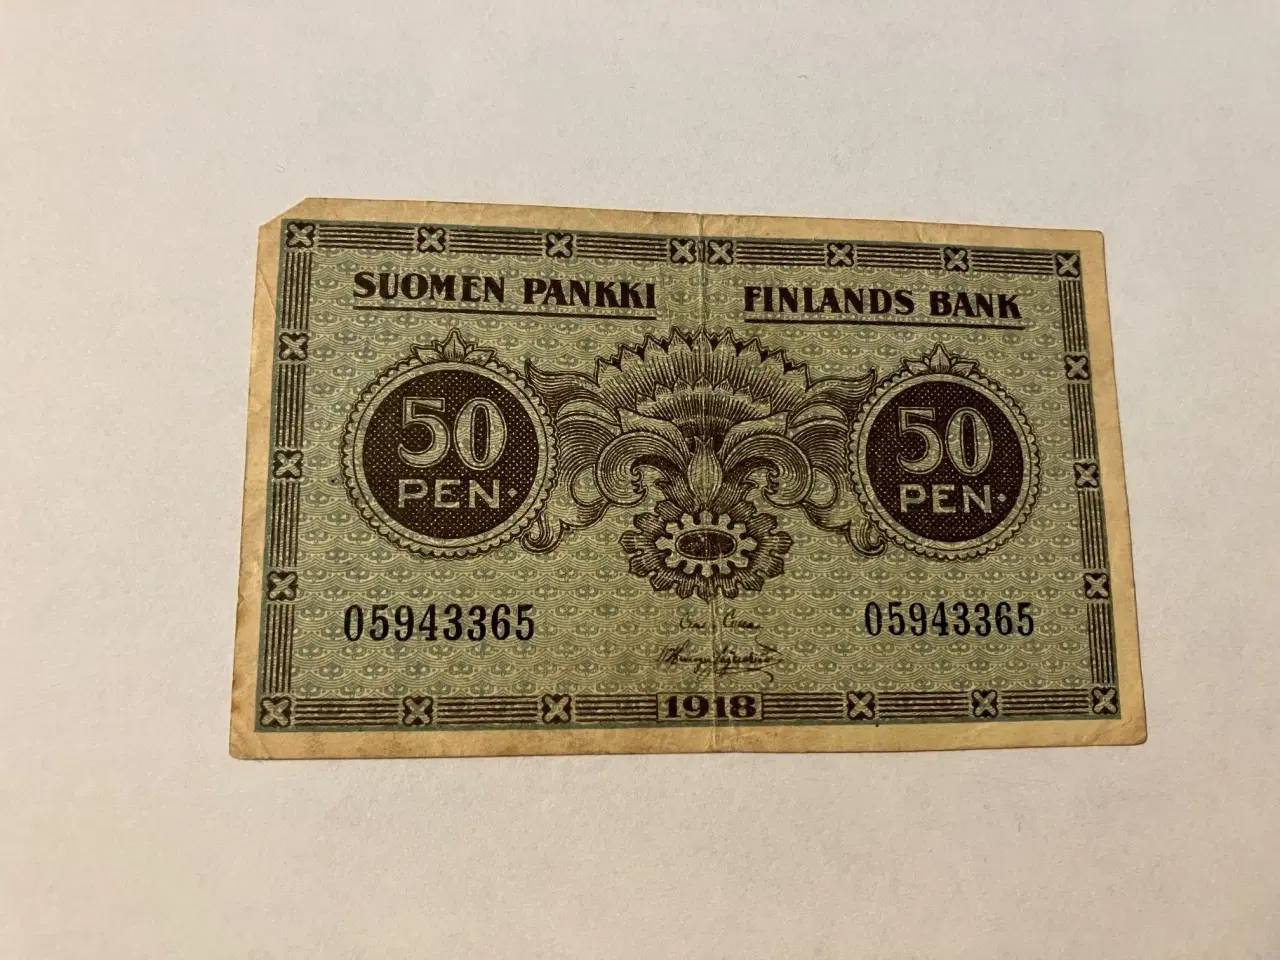 SUOMEN PANKKI FINLANDS BANK
50 50
PEN. PEN.
05943365 05943365
1918